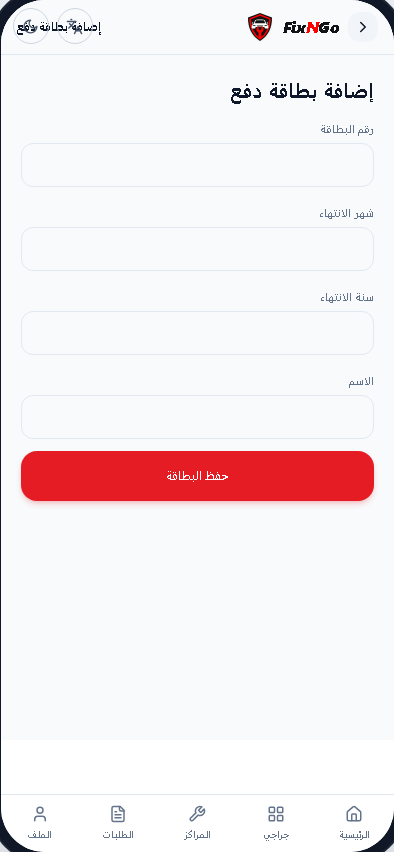 FixNGo
إضافة بطاقة دفع
إضافة بطاقة دفع
رقم البطاقة
شهر الانتهاء
سنة الانتهاء
الاسم
حفظ البطاقة
الرئيسية
جراجي
المراكز
الطلبات
الملف